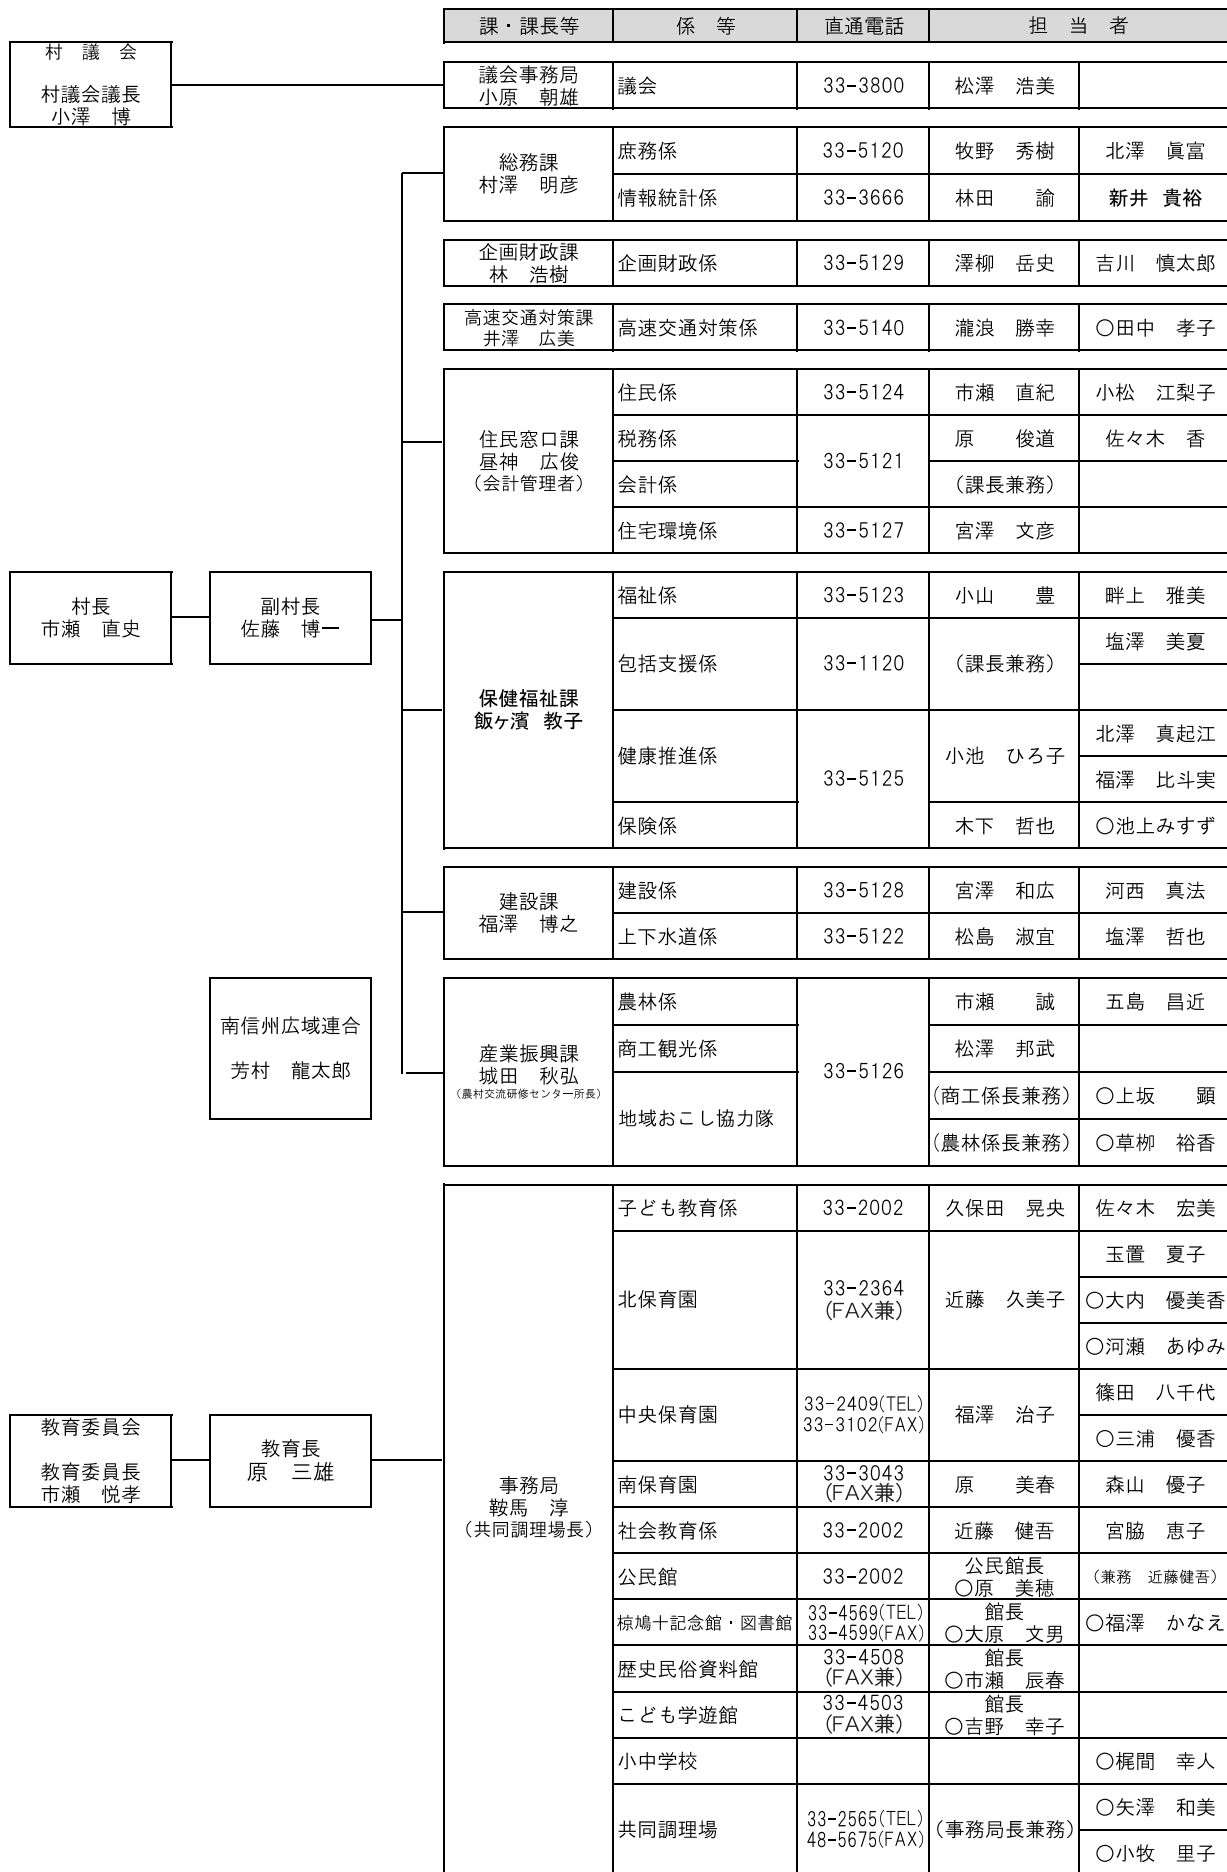 課・課長等 係　等 直通電話 担　当　者
村　議　会
村議会議長
小澤　博
議会事務局
小原　朝雄
議会 33-3800 松澤　浩美
総務課
村澤　明彦
庶務係 33-5120 牧野　秀樹 北澤　眞富
情報統計係 33-3666 林田　　諭 新井　貴裕
企画財政課
林　浩樹
企画財政係 33-5129 澤柳　岳史 吉川　慎太郎
高速交通対策課
井澤　広美
高速交通対策係 33-5140 瀧浪　勝幸 〇田中　孝子
住民窓口課
昼神　広俊
（会計管理者）
住民係 33-5124 市瀬　直紀 小松　江梨子
税務係 33-5121 原　　俊道 佐々木　香
会計係 （課長兼務）
住宅環境係 33-5127 宮澤　文彦
村長
市瀬　直史
副村長
佐藤　博一
保健福祉課
飯ヶ濱　教子
福祉係 33-5123 小山　　豊 畔上　雅美
包括支援係 33-1120 （課長兼務） 塩澤　美夏
健康推進係 33-5125 小池　ひろ子 北澤　真起江
福澤　比斗実
保険係 木下　哲也 〇池上みすず
建設課
福澤　博之
建設係 33-5128 宮澤　和広 河西　真法
上下水道係 33-5122 松島　淑宜 塩澤　哲也
南信州広域連合
芳村　龍太郎
産業振興課
城田　秋弘
（農村交流研修センター所長）
農林係 33-5126 市瀬　　誠 五島　昌近
商工観光係 松澤　邦武
地域おこし協力隊 （商工係長兼務） 〇上坂　　顕
（農林係長兼務） 〇草栁　裕香
教育委員会
教育委員長
市瀬　悦孝
教育長
原　三雄
事務局
鞍馬　淳
（共同調理場長）
子ども教育係 33-2002 久保田　晃央 佐々木　宏美
北保育園 33-2364
(FAX兼) 近藤　久美子 玉置　夏子
〇大内　優美香
〇河瀬　あゆみ
中央保育園 33-2409(TEL)
33-3102(FAX) 福澤　治子 篠田　八千代
〇三浦　優香
南保育園 33-3043
(FAX兼) 原　　美春 森山　優子
社会教育係 33-2002 近藤　健吾 宮脇　恵子
公民館 33-2002 公民館長
〇原　美穂 （兼務　近藤健吾）
椋鳩十記念館・図書館 33-4569(TEL)
33-4599(FAX) 館長
〇大原　文男 〇福澤　かなえ
歴史民俗資料館 33-4508
(FAX兼) 館長
〇市瀬　辰春
こども学遊館 33-4503
(FAX兼) 館長
〇吉野　幸子
小中学校 〇梶間　幸人
共同調理場 33-2565(TEL)
48-5675(FAX) （事務局長兼務） 〇矢澤　和美
〇小牧　里子